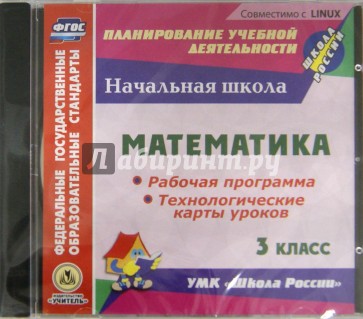 Совместимо с LINUX
ФГОС
ПЛАНИРОВАНИЕ УЧЕБНОЙ
ДЕЯТЕЛЬНОСТИ
ШКОЛА
РОССИИ
Начальная школа
ФЕДЕРАЛЬНЫЕ ГОСУДАРСТВЕННЫЕ
ОБРАЗОВАТЕЛЬНЫЕ СТАНДАРТЫ
МАТЕМАТИКА
Лабиринт.ру
• Рабочая программа
• Технологические
карты уроков
3 КЛАСС
УМК «Школа России»
ИЗДАТЕЛЬСТВО
«УЧИТЕЛЬ»